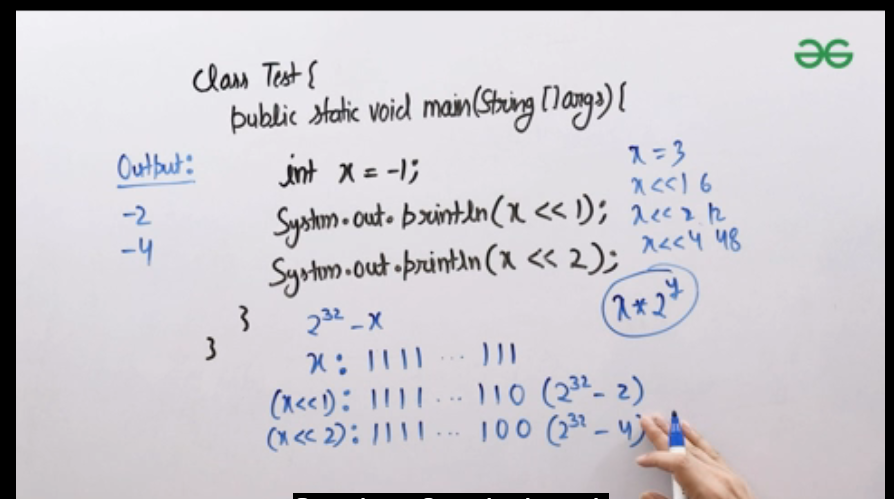 Class Test {
public static void main(String [] args) {
Output:
int x = -1;
x = 3
-2
System.out.println(x << 1);
x<<1 6
-4
System.out.println(x << 2);
x<<2 12
x<<4 48
x * 2^y
}
}
2^32 - x
x : 1111 ... 111
(x<<1) : 1111 ... 110 (2^32 - 2)
(x << 2) : 1111 ... 100 (2^32 - 4)